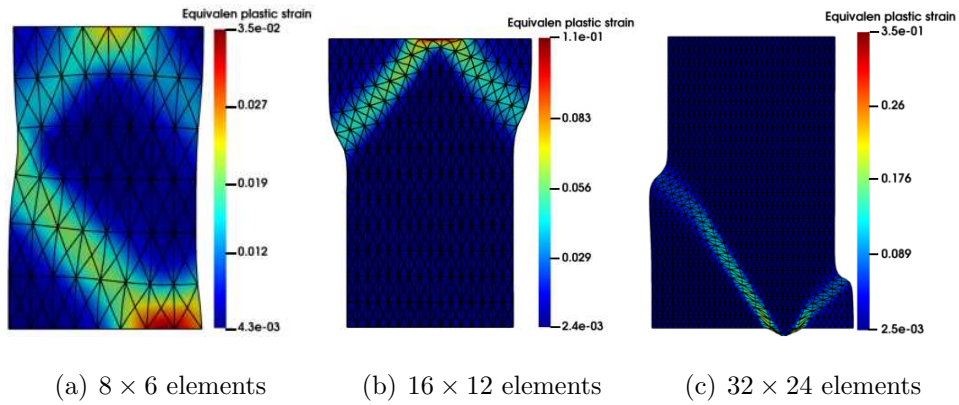 Equivalen plastic strain
3.5e-02
0.027
0.019
0.012
4.3e-03
Equivalen plastic strain
1.1e-01
0.083
0.056
0.029
2.4e-03
Equivalen plastic strain
3.5e-01
0.26
0.176
0.089
2.5e-03
(a) 8 × 6 elements
(b) 16 × 12 elements
(c) 32 × 24 elements